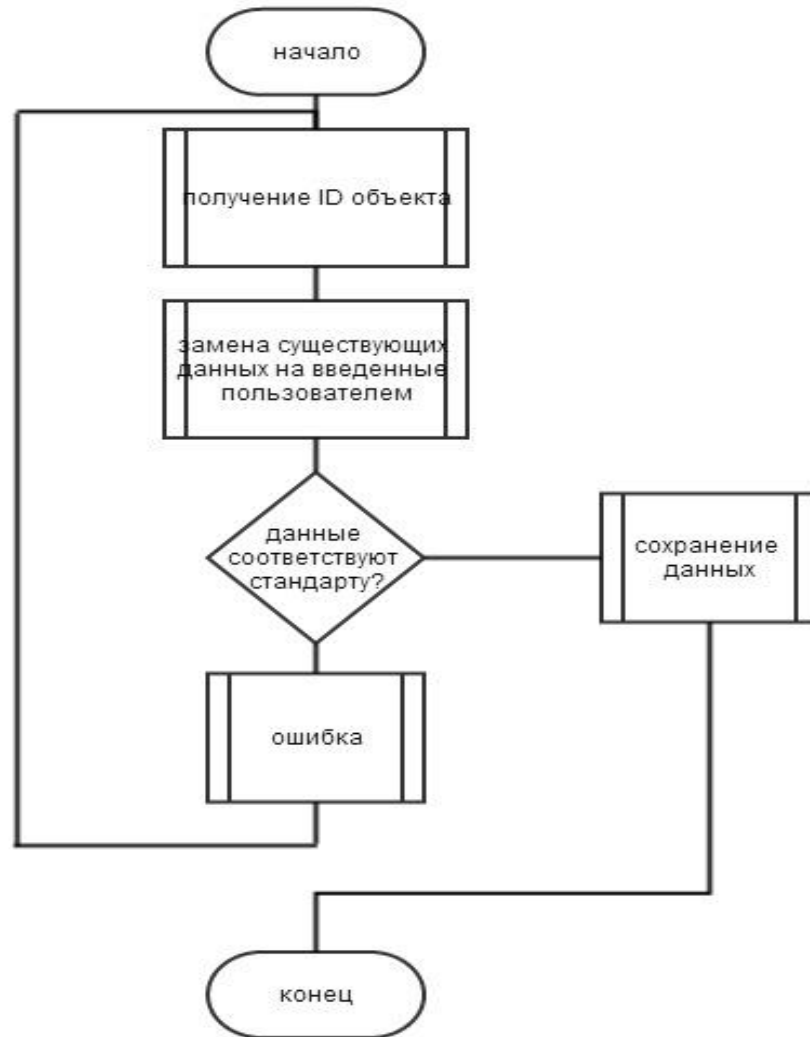 начало
получение ID объекта
замена существующих
данных на введенные
пользователем
данные
соответствуют
стандарту?
сохранение
данных
ошибка
конец